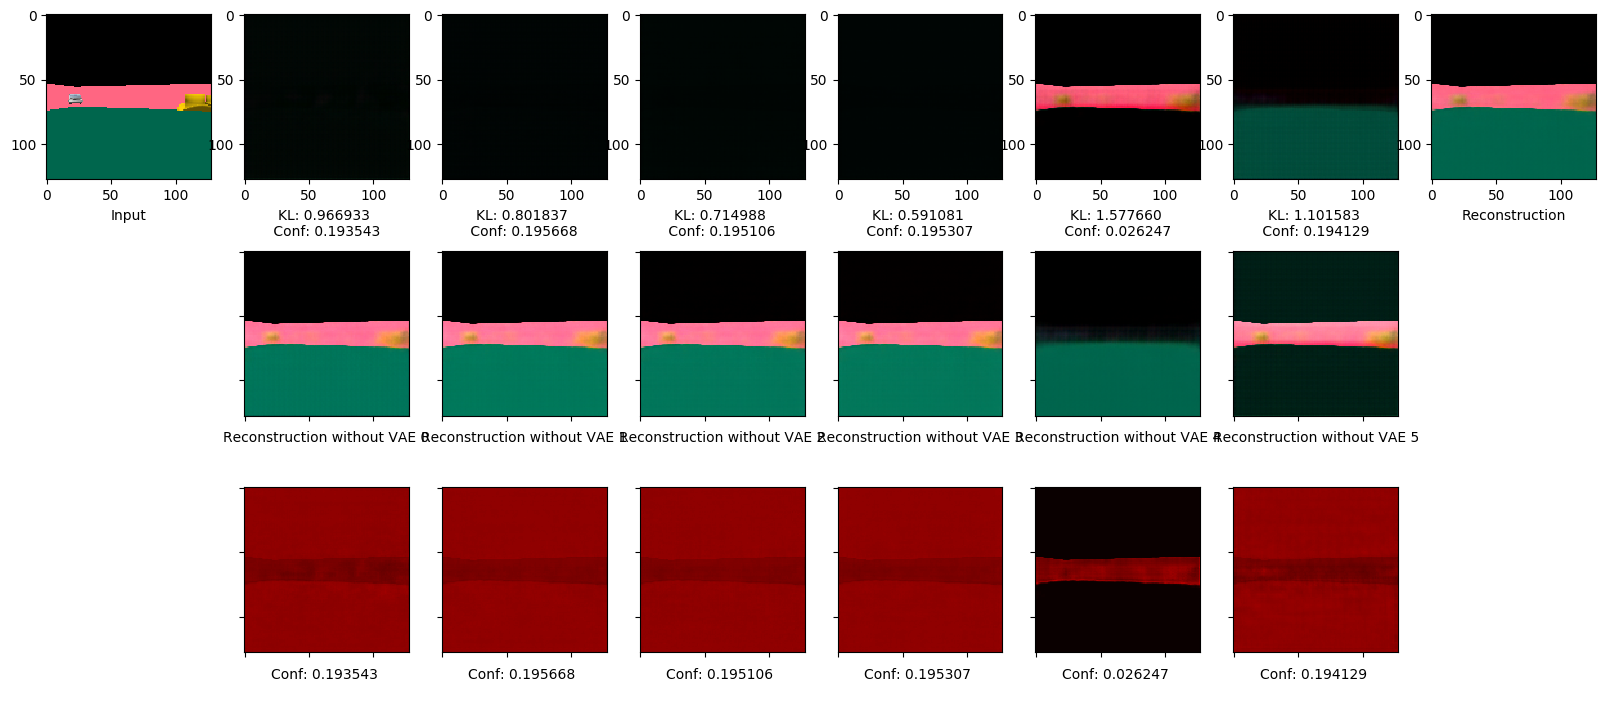 0
50
100
0 50 100
Input
0
50
100
0 50 100
KL: 0.966933
Conf: 0.193543
0
50
100
0 50 100
KL: 0.801837
Conf: 0.195668
0
50
100
0 50 100
KL: 0.714988
Conf: 0.195106
0
50
100
0 50 100
KL: 0.591081
Conf: 0.195307
0
50
100
0 50 100
KL: 1.577660
Conf: 0.026247
0
50
100
0 50 100
KL: 1.101583
Conf: 0.194129
0
50
100
0 50 100
Reconstruction
Reconstruction without VAE 0
Reconstruction without VAE 1
Reconstruction without VAE 2
Reconstruction without VAE 3
Reconstruction without VAE 4
Reconstruction without VAE 5
Conf: 0.193543
Conf: 0.195668
Conf: 0.195106
Conf: 0.195307
Conf: 0.026247
Conf: 0.194129